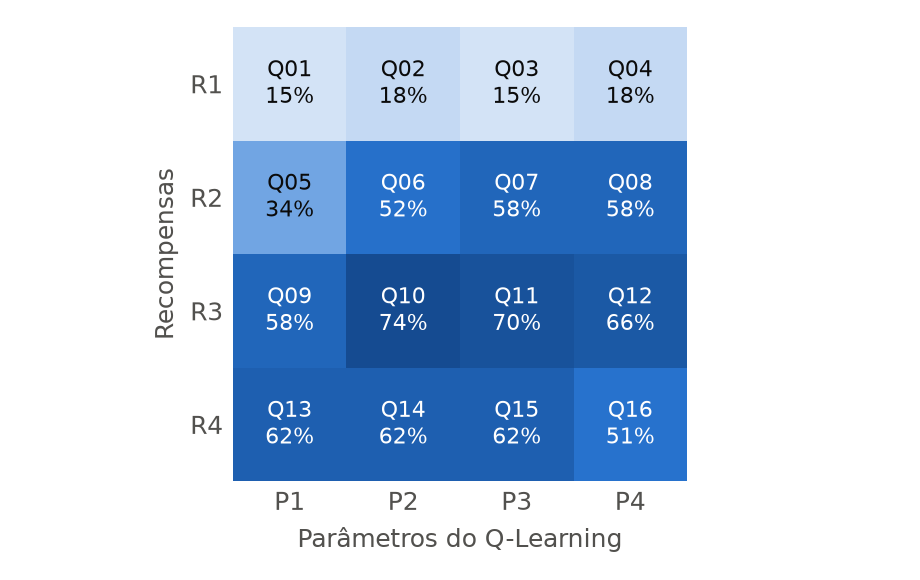 R1
Q01
15%
Q02
18%
Q03
15%
Q04
18%
R2
Q05
34%
Q06
52%
Q07
58%
Q08
58%
R3
Q09
58%
Q10
74%
Q11
70%
Q12
66%
R4
Q13
62%
Q14
62%
Q15
62%
Q16
51%
Recompensas
P1
P2
P3
P4
Parâmetros do Q-Learning